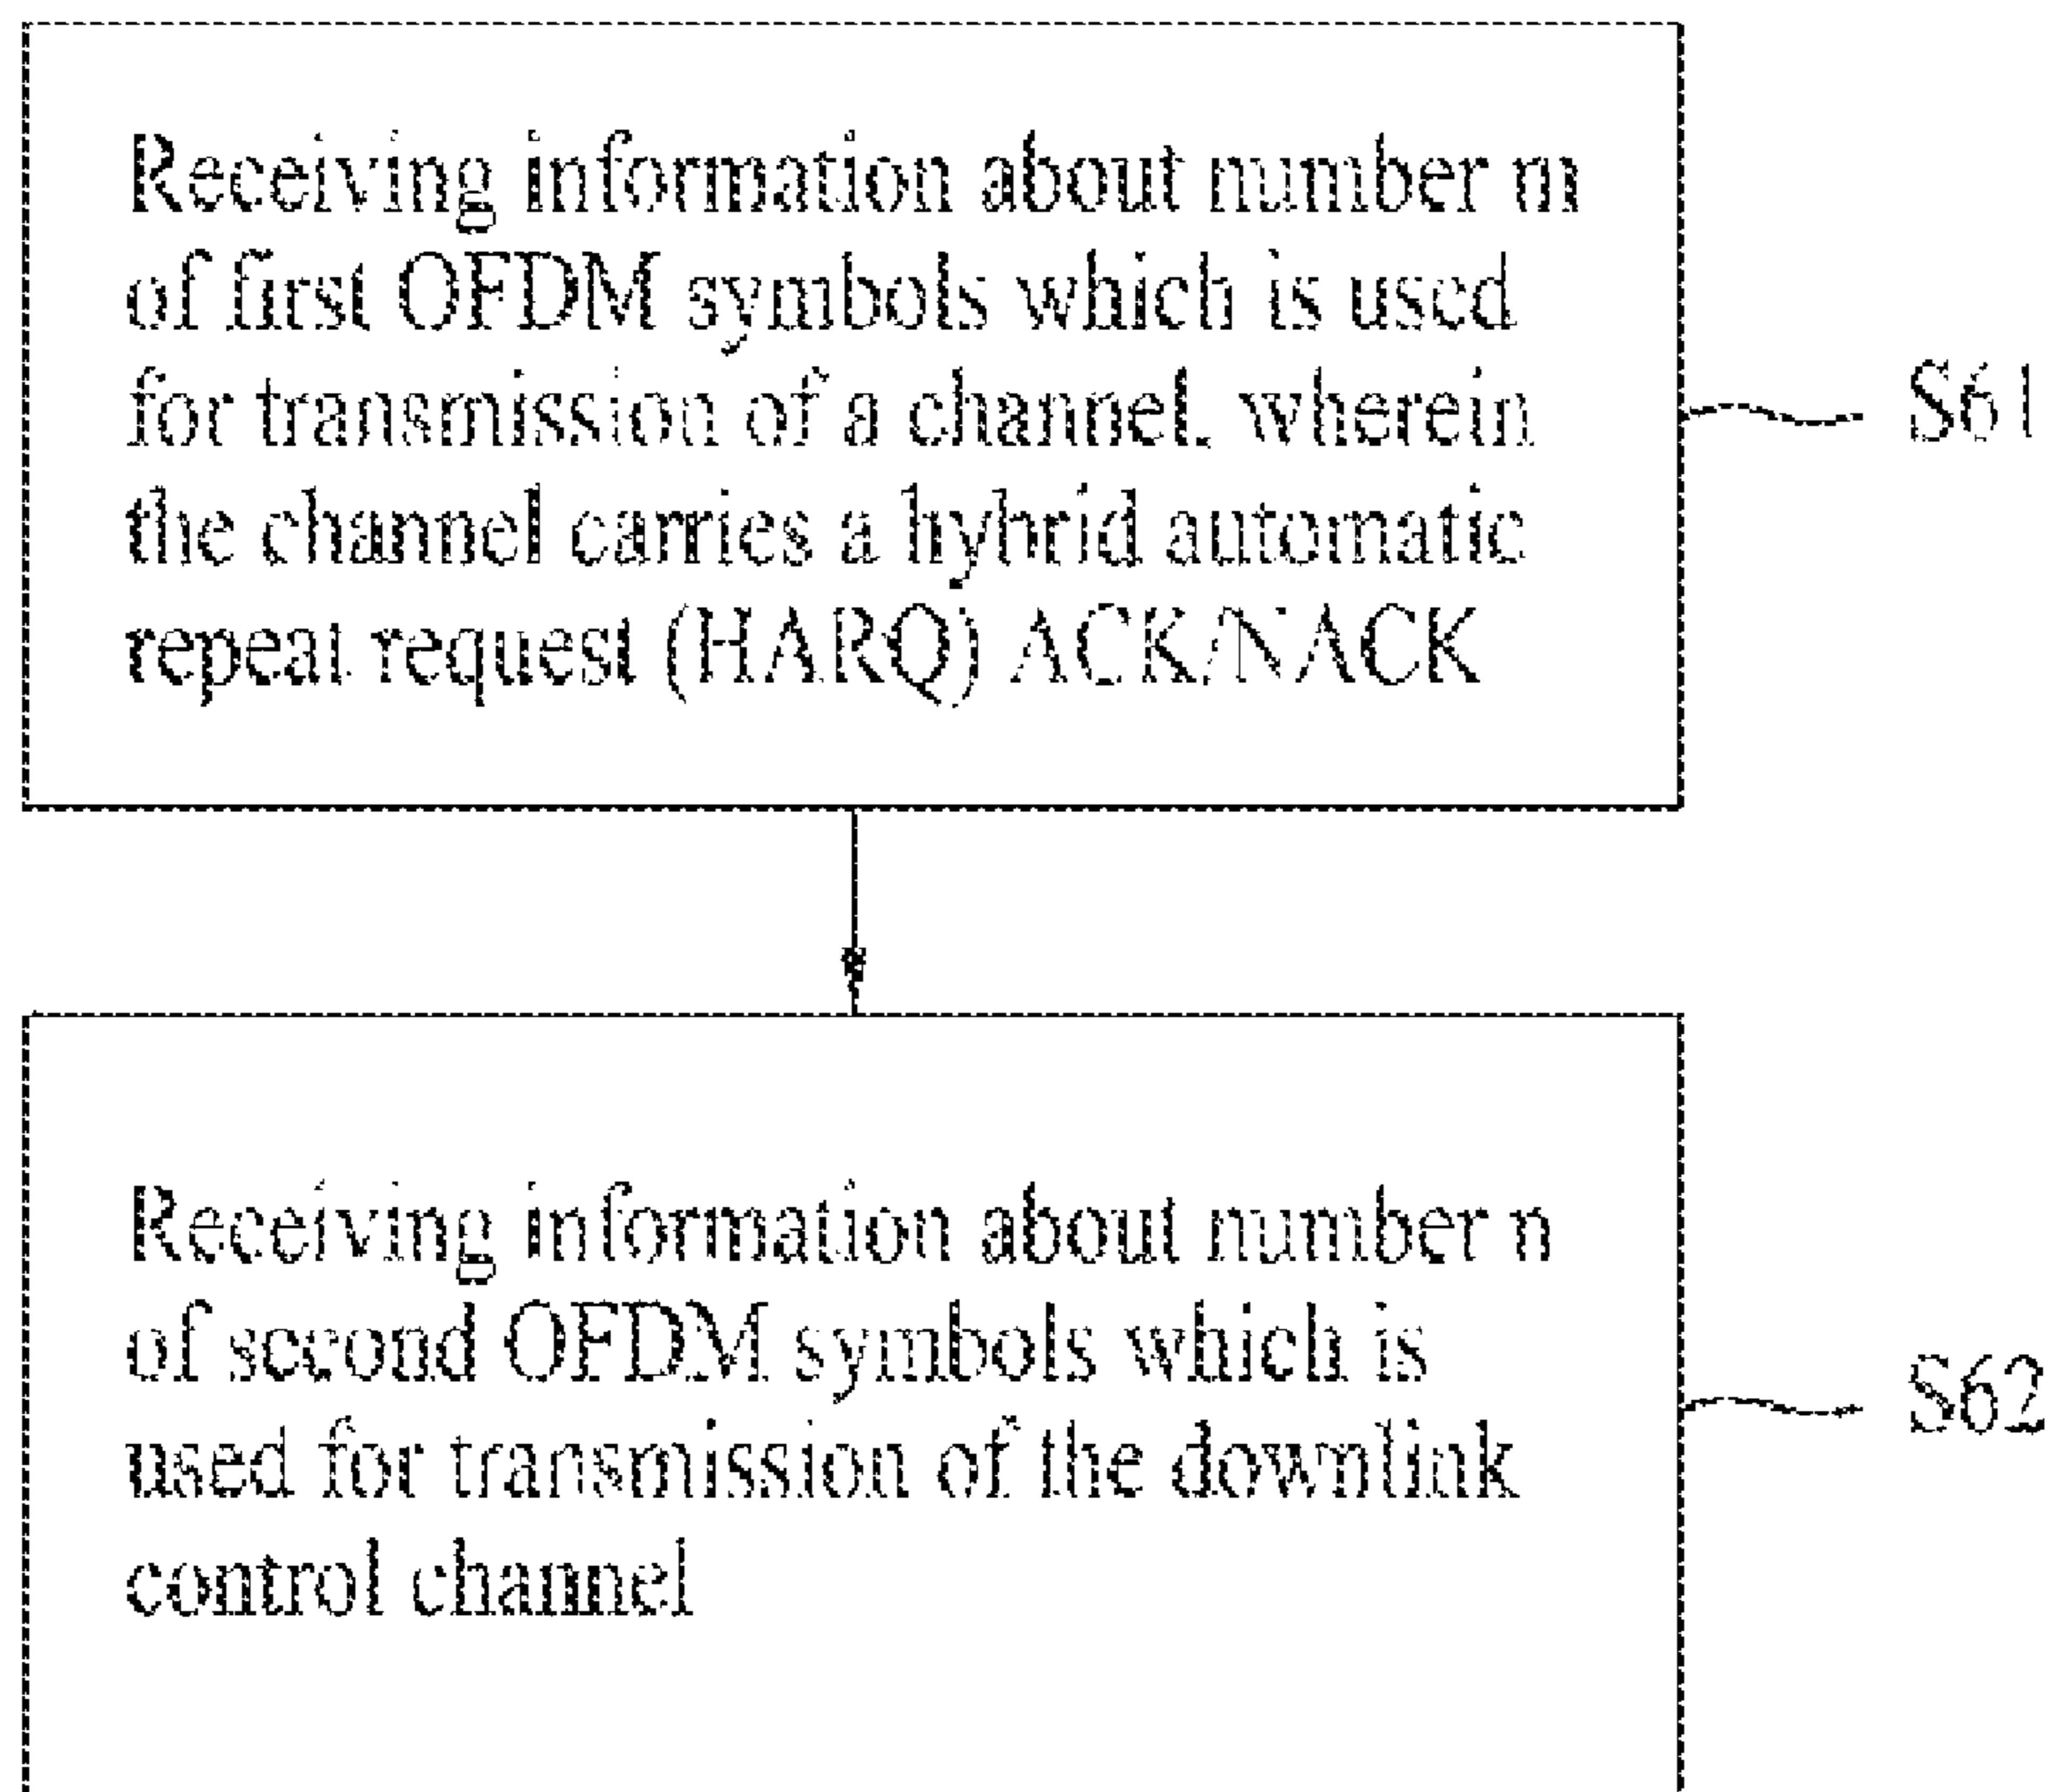 Receiving information about number m
of first OFDM symbols which is used
for transmission of a channel, wherein
the channel carries a hybrid automatic
repeat request (HARQ) ACK/NACK
S61
Receiving information about number n
of second OFDM symbols which is
used for transmission of the downlink
control channel
S62